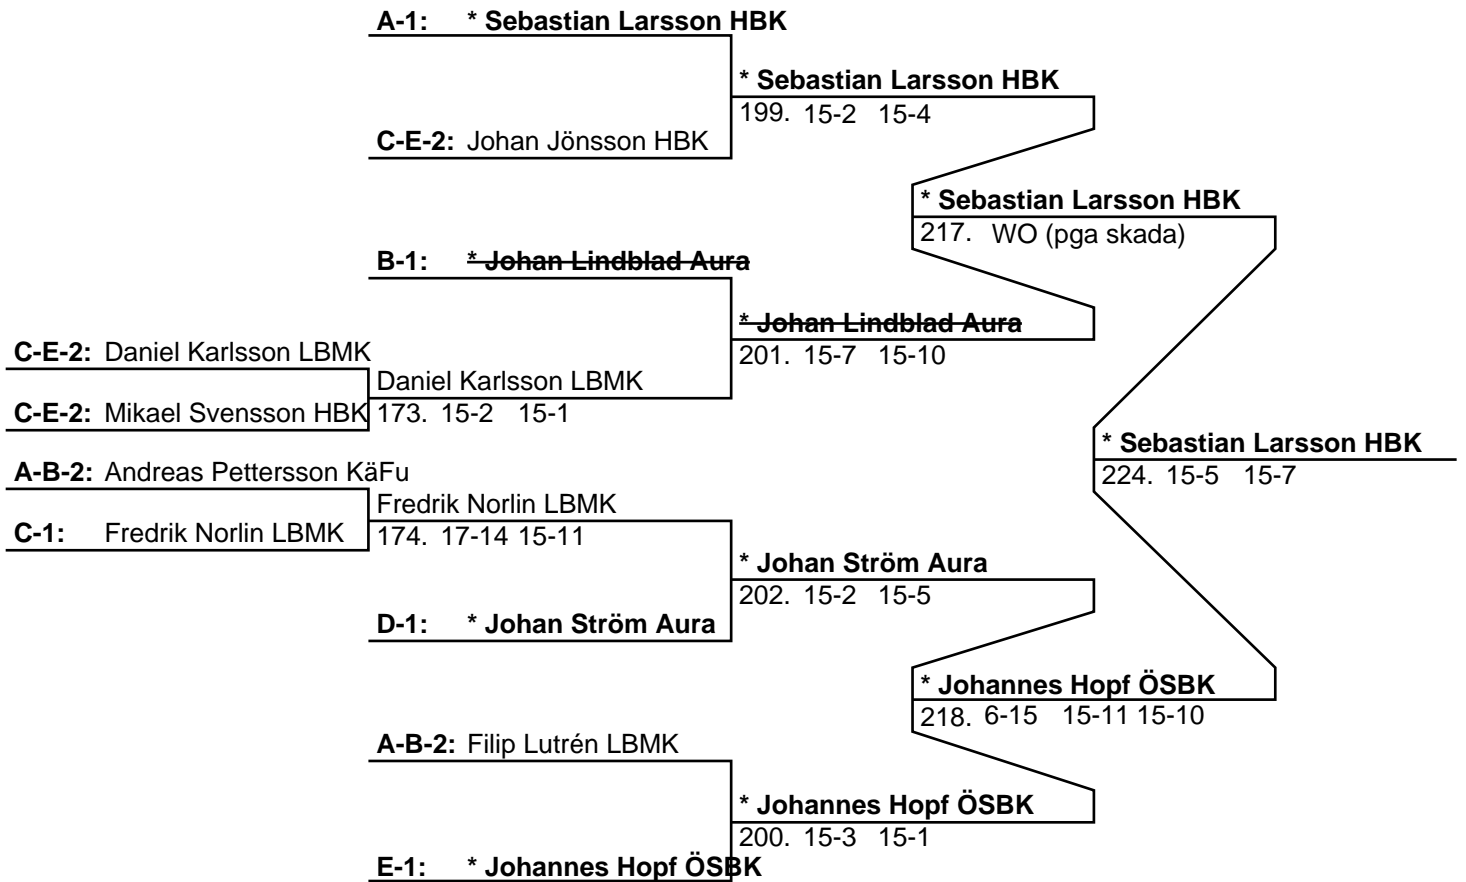 A-1: * Sebastian Larsson HBK
* Sebastian Larsson HBK
199. 15-2 15-4
C-E-2: Johan Jönsson HBK
* Sebastian Larsson HBK
217. WO (pga skada)
B-1: * Johan Lindblad Aura
* Johan Lindblad Aura
201. 15-7 15-10
C-E-2: Daniel Karlsson LBMK
Daniel Karlsson LBMK
173. 15-2 15-1
C-E-2: Mikael Svensson HBK
* Sebastian Larsson HBK
224. 15-5 15-7
A-B-2: Andreas Pettersson KäFu
Fredrik Norlin LBMK
174. 17-14 15-11
C-1: Fredrik Norlin LBMK
* Johan Ström Aura
202. 15-2 15-5
D-1: * Johan Ström Aura
* Johannes Hopf ÖSBK
218. 6-15 15-11 15-10
A-B-2: Filip Lutrén LBMK
* Johannes Hopf ÖSBK
200. 15-3 15-1
E-1: * Johannes Hopf ÖSBK